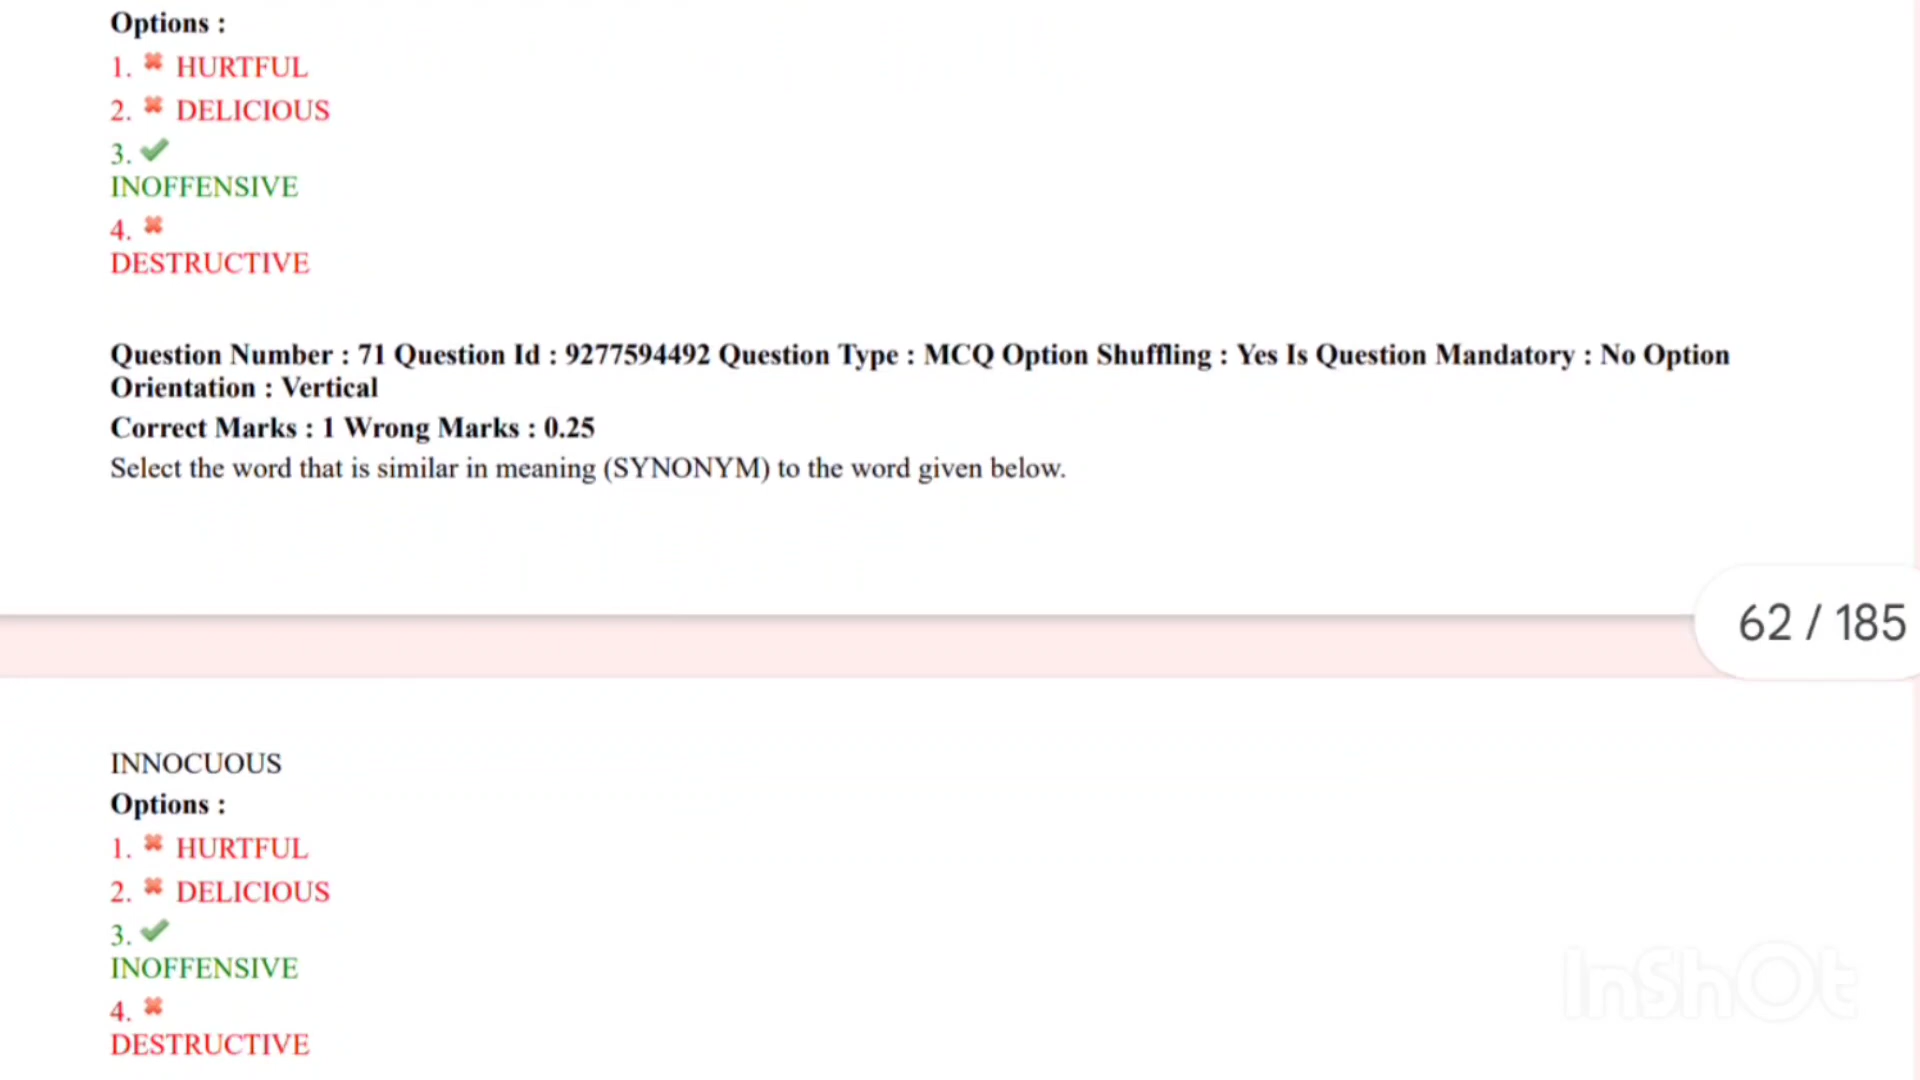 Options :
1. ✖ HURTFUL
2. ✖ DELICIOUS
3. ✔
INOFFENSIVE
4. ✖
DESTRUCTIVE
Question Number : 71 Question Id : 9277594492 Question Type : MCQ Option Shuffling : Yes Is Question Mandatory : No Option
Orientation : Vertical
Correct Marks : 1 Wrong Marks : 0.25
Select the word that is similar in meaning (SYNONYM) to the word given below.
62 / 185
INNOCUOUS
Options :
1. ✖ HURTFUL
2. ✖ DELICIOUS
3. ✔
INOFFENSIVE
4. ✖
DESTRUCTIVE
InShOt